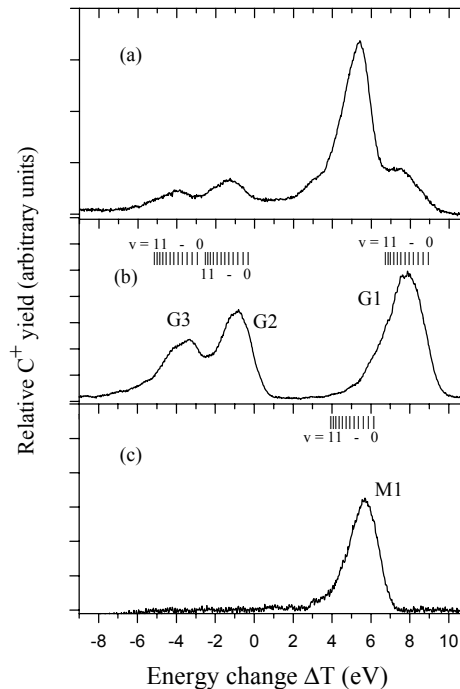 (a)
v = 11 - 0
v = 11 - 0
11 - 0
(b)
G1
G3
G2
(c)
v = 11 - 0
M1
-8 -6 -4 -2 0 2 4 6 8 10
Energy change ΔT (eV)
Relative C⁺ yield (arbitrary units)